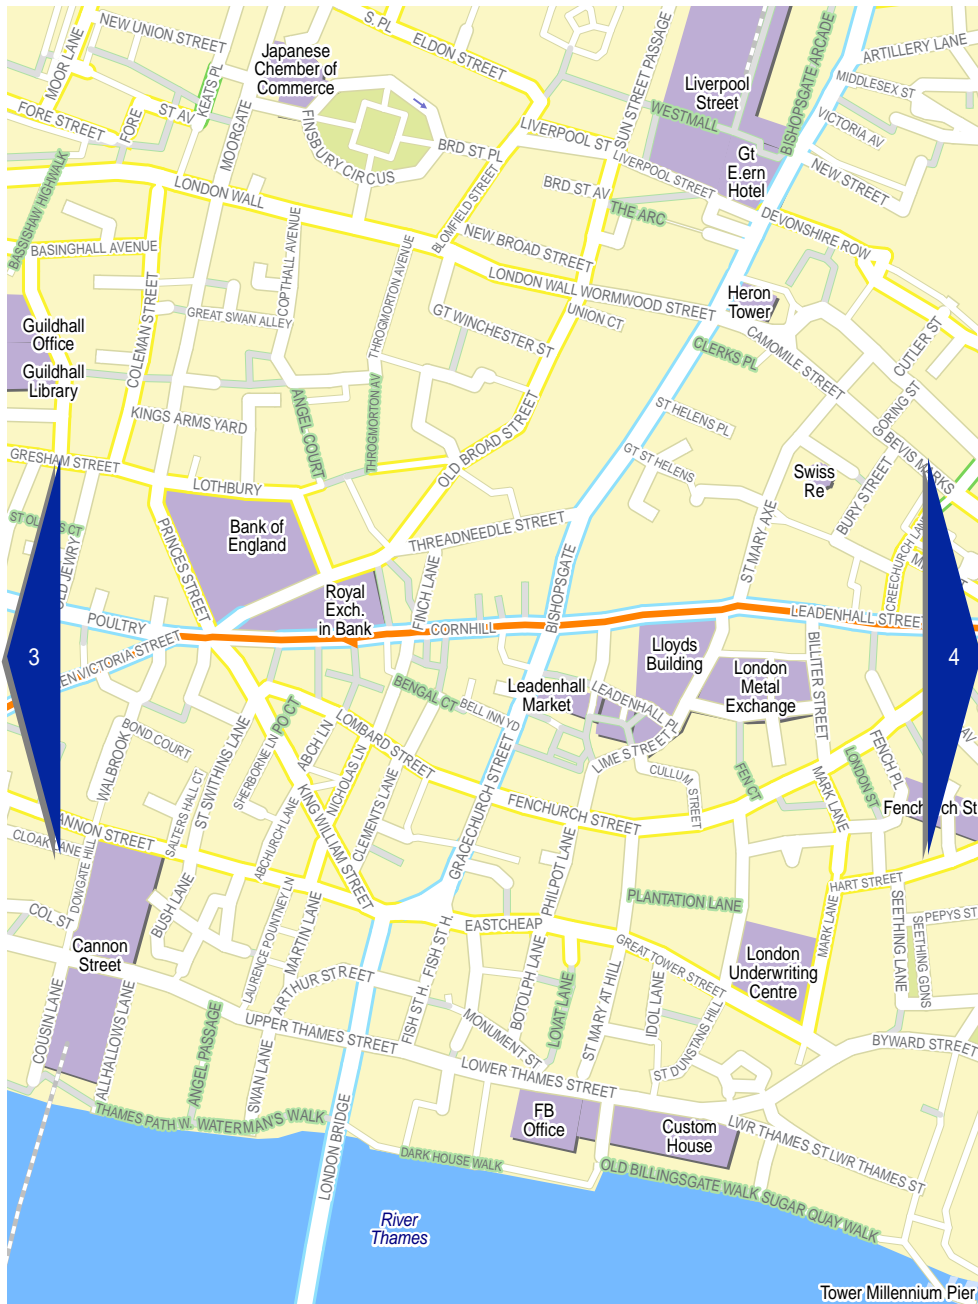 NEW UNION STREET
S. PL
ELDON STREET
SUN STREET PASSAGE
BISHOPSGATE ARCADE
ARTILLERY LANE
MOOR LANE
KEATS PL
Japanese
Chember of
Commerce
Liverpool
Street
MIDDLESEX ST
FORE STREET
FORE
ST AV
MOORGATE
FINSBURY CIRCUS
BRD ST PL
LIVERPOOL ST
WESTMALL
VICTORIA AV
Gt
E.ern
Hotel
LIVERPOOL STREET
NEW STREET
BASSISHAW HIGHWALK
LONDON WALL
BLOMFIELD STREET
BRD ST AV
THE ARC
DEVONSHIRE ROW
BASINGHALL AVENUE
COPTHALL AVENUE
THROGMORTON AVENUE
NEW BROAD STREET
LONDON WALL
WORMWOOD STREET
Heron
Tower
COLEMAN STREET
GREAT SWAN ALLEY
GT WINCHESTER ST
UNION CT
Guildhall
Office
Guildhall
Library
CLERKS PL
CAMOMILE STREET
CUTLER ST
GORING ST
KINGS ARMS YARD
ANGEL COURT
THROGMORTON AV
OLD BROAD STREET
ST HELENS PL
GT ST HELENS
G BEVIS MARKS
GRESHAM STREET
LOTHBURY
Swiss
Re
BURY STREET
Bank of
England
PRINCES STREET
THREADNEEDLE STREET
ST MARY AXE
CREECHURCH LANE
Royal
Exch.
in Bank
FINCH LANE
BISHOPSGATE
POULTRY
CORNHILL
LEADENHALL STREET
3
4
Lloyds
Building
London
Metal
Exchange
BILLITER STREET
Leadenhall
Market
LEADENHALL PL
BENGAL CT
BELL INN YD
PO CT
LOMBARD STREET
LIME STREET
CULLUM STREET
FEN CT
LONDON ST
FENCH PL
BOND COURT
WALBROOK
ST SWITHINS LANE
SHERBORNE LN
ABCH LN
NICHOLAS LN
CLEMENTS LANE
GRACECHURCH STREET
FENCHURCH STREET
MARK LANE
SALTERS HALL CT
ABCHURCH LANE
KING WILLIAM STREET
CLOAK LANE
DOWGATE HILL
PHILPOT LANE
PLANTATION LANE
HART STREET
COL ST
BUSH LANE
LAURENCE POUNTNEY LN
MARTIN LANE
FISH ST H.
FISH ST H.
EASTCHEAP
GREAT TOWER STREET
MARK LANE
SEETHING LANE
PEPYS ST
SEETHING GDNS
Cannon
Street
London
Underwriting
Centre
ARTHUR STREET
BOTOLPH LANE
LOVAT LANE
ST MARY AT HILL
IDOL LANE
ST DUNSTANS HILL
COUSIN LANE
ALLHALLOWS LANE
ANGEL PASSAGE
UPPER THAMES STREET
MONUMENT ST
LOWER THAMES STREET
BYWARD STREET
SWAN LANE
THAMES PATH W.
WATERMAN'S WALK
LONDON BRIDGE
FB
Office
Custom
House
LWR THAMES ST
LWR THAMES ST
DARK HOUSE WALK
OLD BILLINGSGATE WALK
SUGAR QUAY WALK
River
Thames
Tower Millennium Pier